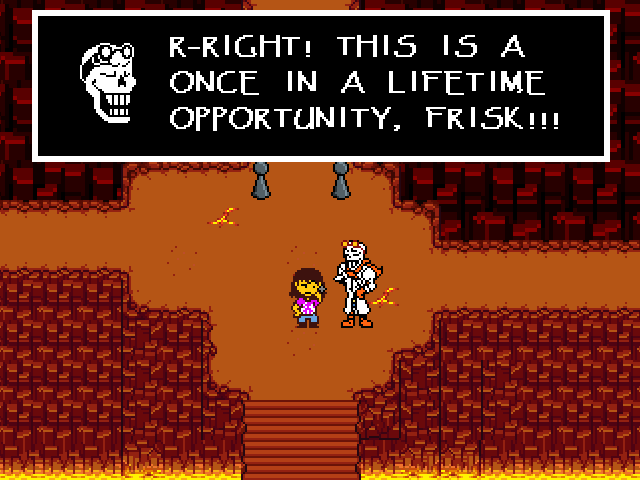 R-RIGHT! THIS IS A
ONCE IN A LIFETIME
OPPORTUNITY, FRISK!!!